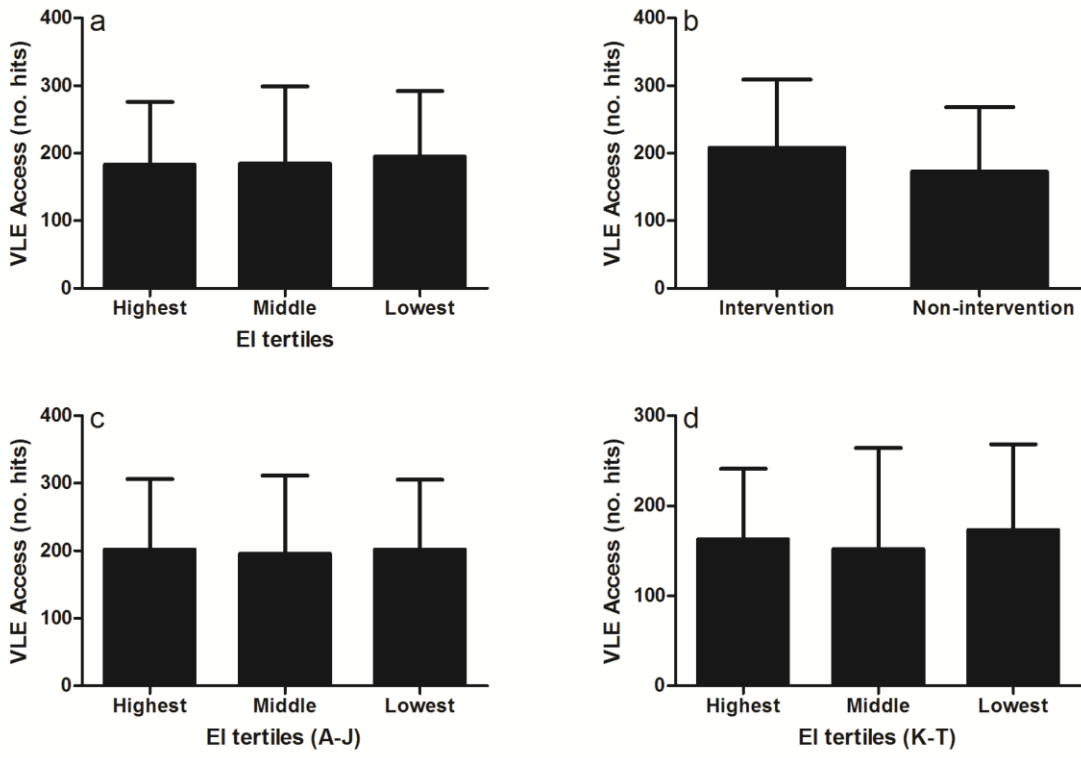 a
VLE Access (no. hits)
400
300
200
100
0
Highest Middle Lowest
EI tertiles
b
VLE Access (no. hits)
400
300
200
100
0
Intervention Non-intervention
c
VLE Access (no. hits)
400
300
200
100
0
Highest Middle Lowest
EI tertiles (A-J)
d
VLE Access (no. hits)
300
200
100
0
Highest Middle Lowest
EI tertiles (K-T)